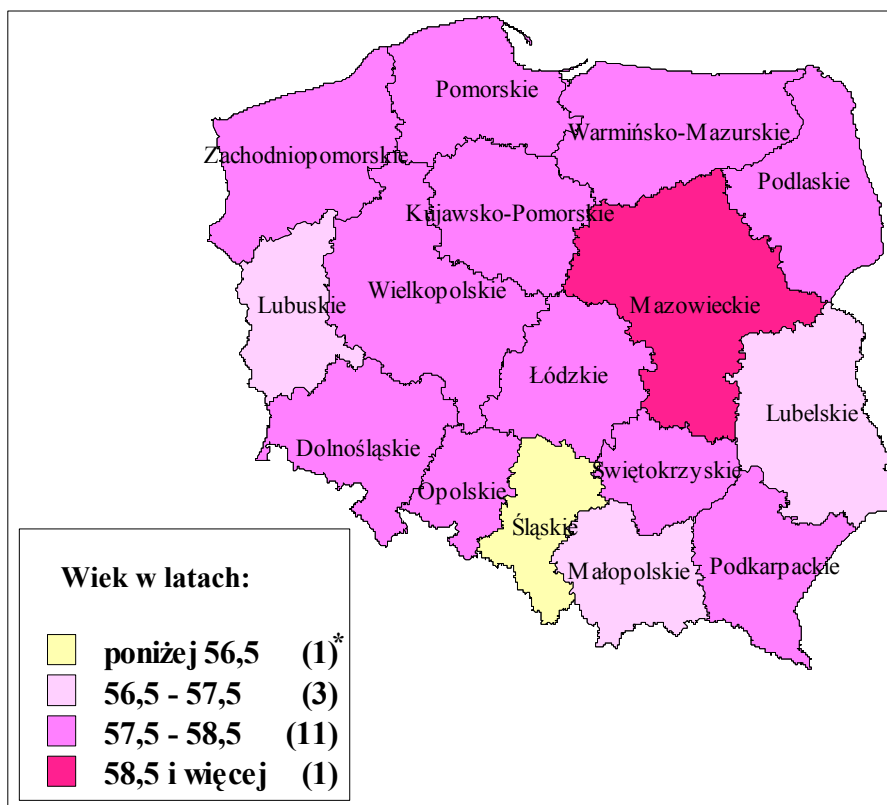 Pomorskie
Warmińsko-Mazurskie
Zachodniopomorskie
Podlaskie
Kujawsko-Pomorskie
Wielkopolskie
Lubuskie
Mazowieckie
Łódzkie
Lubelskie
Dolnośląskie
Świętokrzyskie
Opolskie
Śląskie
Małopolskie
Podkarpackie
Wiek w latach:
poniżej 56,5 (1)*
56,5 - 57,5 (3)
57,5 - 58,5 (11)
58,5 i więcej (1)